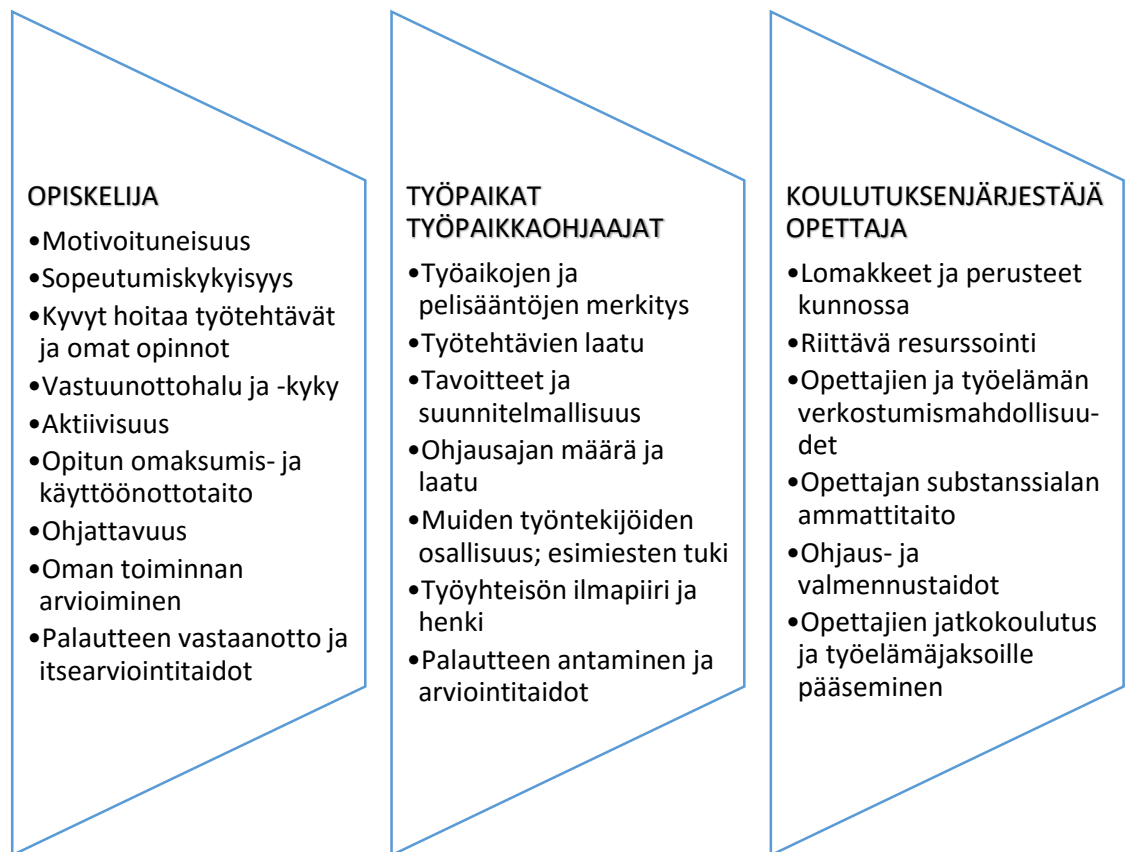 OPISKELIJA
•Motivoituneisuus
•Sopeutumiskykyisyys
•Kyvyt hoitaa työtehtävät
ja omat opinnot
•Vastuunottohalu ja -kyky
•Aktiivisuus
•Opitun omaksumis- ja
käyttöönottotaito
•Ohjattavuus
•Oman toiminnan
arvioiminen
•Palautteen vastaanotto ja
itsearviointitaidot
TYÖPAIKAT
TYÖPAIKKAOHJAAJAT
•Työaikojen ja
pelisääntöjen merkitys
•Työtehtävien laatu
•Tavoitteet ja
suunnitelmallisuus
•Ohjausajan määrä ja
laatu
•Muiden työntekijöiden
osallisuus; esimiesten tuki
•Työyhteisön ilmapiiri ja
henki
•Palautteen antaminen ja
arviointitaidot
KOULUTUKSENJÄRJESTÄJÄ
OPETTAJA
•Lomakkeet ja perusteet
kunnossa
•Riittävä resurssointi
•Opettajien ja työelämän
verkostumismahdollisuu-
det
•Opettajan substanssialan
ammattitaito
•Ohjaus- ja
valmennustaidot
•Opettajien jatkokoulutus
ja työelämäjaksoille
pääseminen